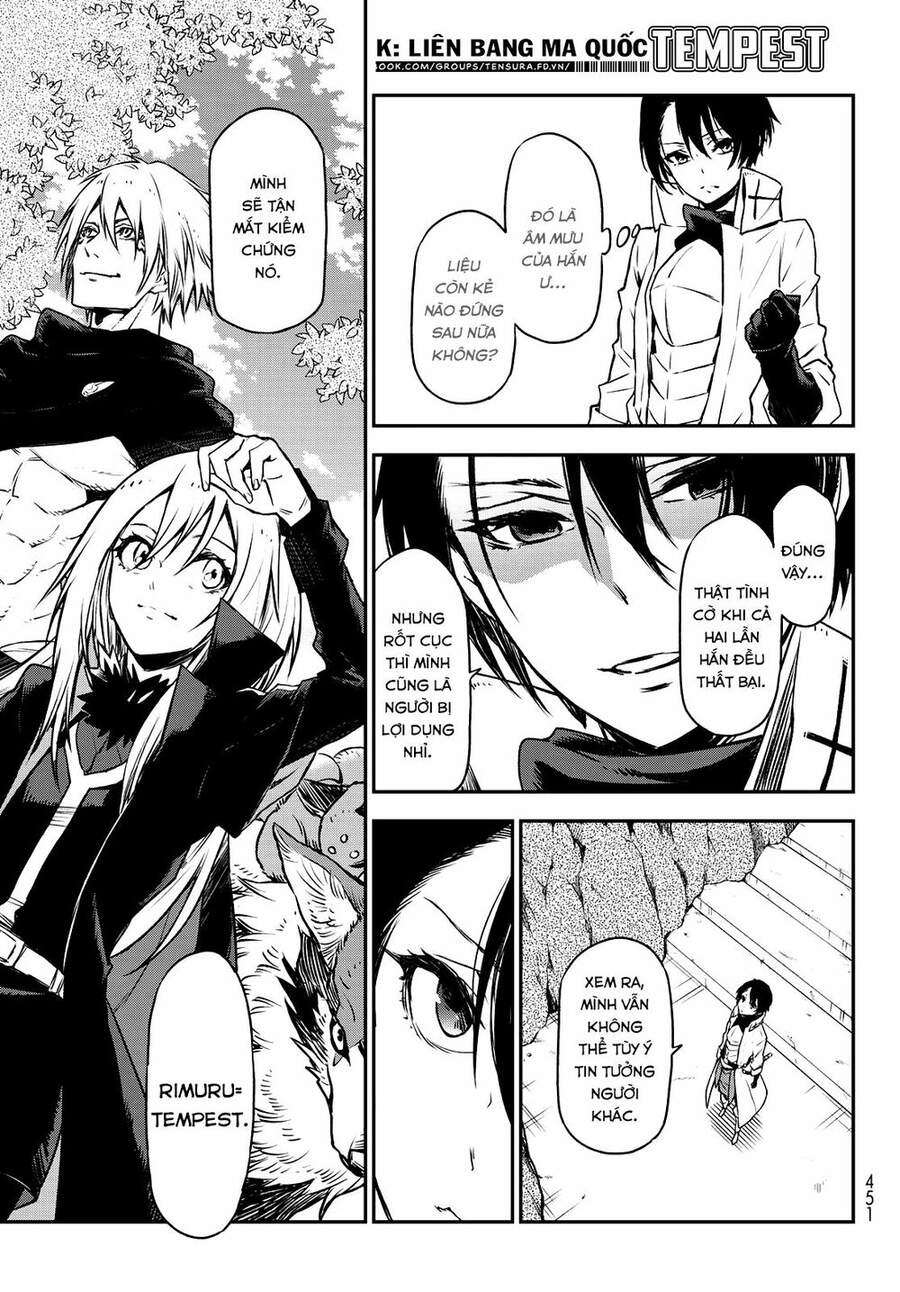 K: LIÊN BANG MA QUỐC TEMPEST
OOK.COM/GROUPS/TENSURA.FD.VN/
ĐÓ LÀ
ÂM MƯU
CỦA HẮN
Ư...
LIỆU
CÒN KẺ
NÀO ĐỨNG
SAU NỮA
KHÔNG?
ĐÚNG
VẬY...
THẬT TÌNH
CỜ KHI CẢ
HAI LẦN
HẮN ĐỀU
THẤT BẠI.
NHƯNG
RỐT CỤC
THÌ MÌNH
CŨNG LÀ
NGƯỜI BỊ
LỢI DỤNG
NHỈ.
XEM RA,
MÌNH VẪN
KHÔNG
THỂ TÙY Ý
TIN TƯỞNG
NGƯỜI
KHÁC.
MÌNH
SẼ TẬN
MẮT KIỂM
CHỨNG
NÓ.
RIMURU=
TEMPEST.
451